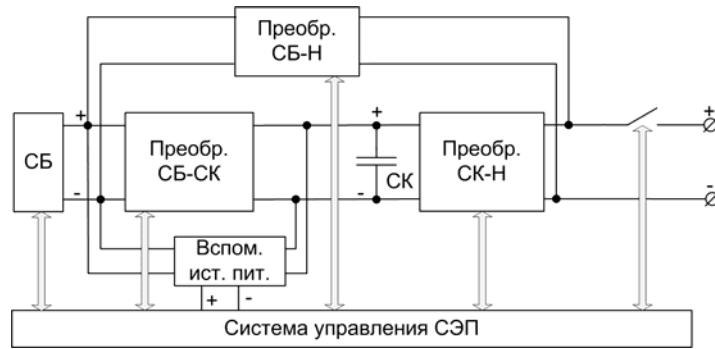 Преобр.
СБ-Н
+
+
+
СБ
Преобр.
СБ-СК
Преобр.
СК-Н
-
-
СК
-
Вспом.
ист. пит.
+
-
Система управления СЭП